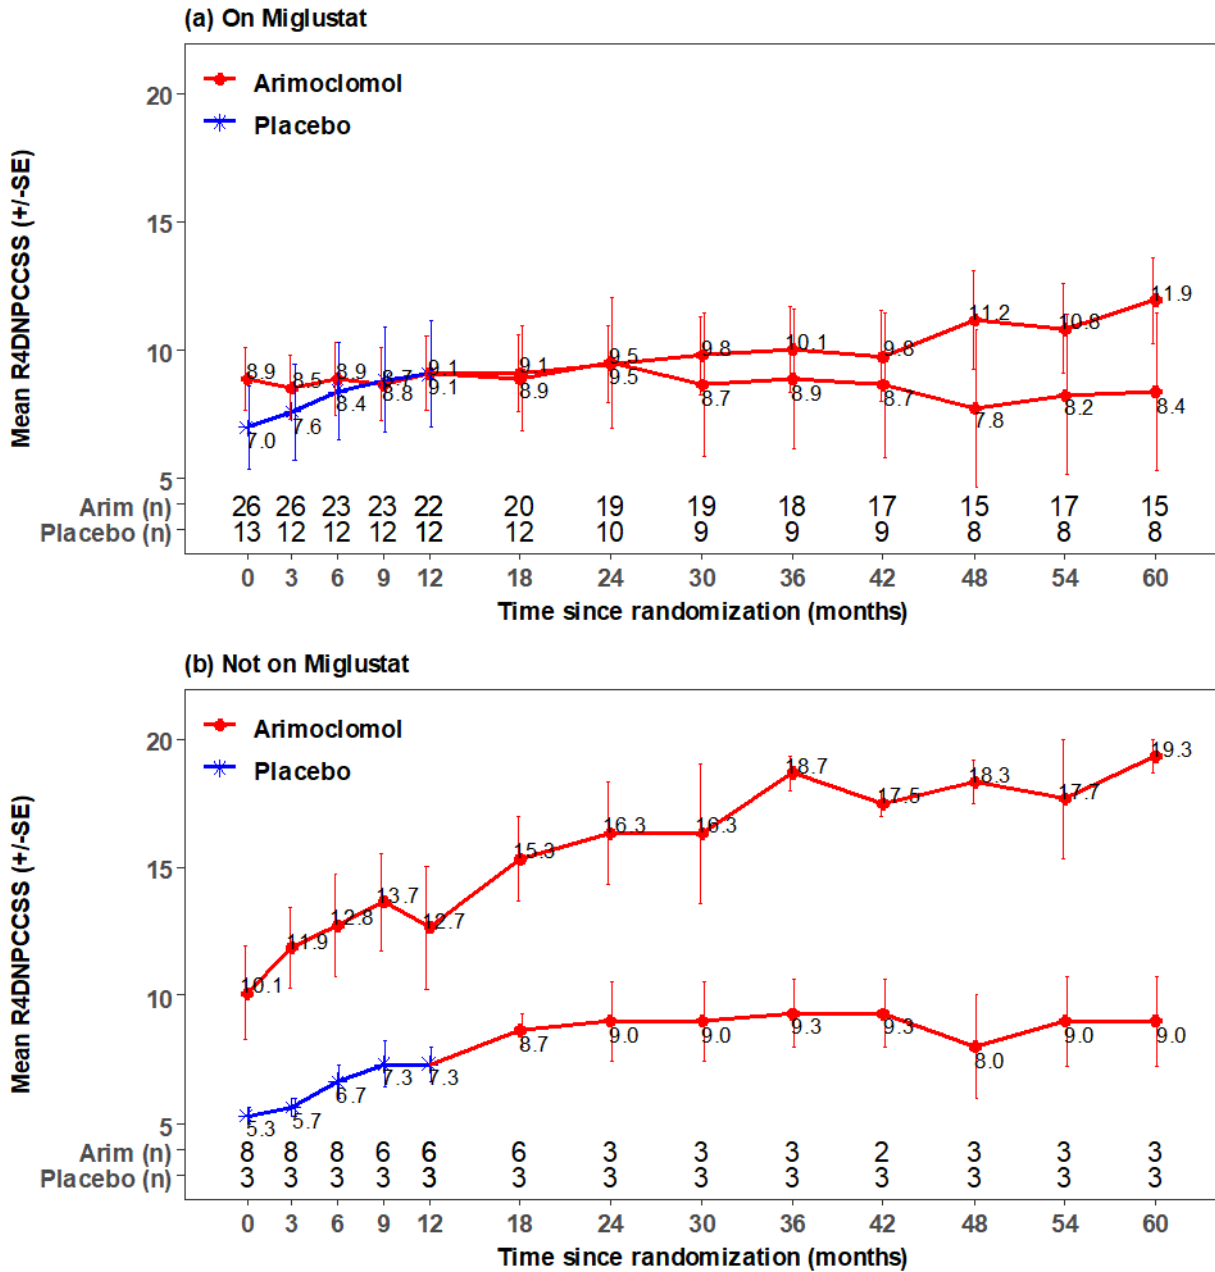 (a) On Miglustat
Arimoclomol
Placebo
Mean R4DNPCCSS (+/-SE)
20
15
10
5
8.9 8.5 8.9 8.7 9.1 9.1 9.5 9.8 10.1 9.8 11.2 10.8 11.9
7.0 7.6 8.4 8.8 9.1 8.9 9.5 8.7 8.9 8.7 7.8 8.2 8.4
Arim (n) 26 26 23 23 22 20 19 19 18 17 15 17 15
Placebo (n) 13 12 12 12 12 12 10 9 9 9 8 8 8
0 3 6 9 12 18 24 30 36 42 48 54 60
Time since randomization (months)
(b) Not on Miglustat
Arimoclomol
Placebo
Mean R4DNPCCSS (+/-SE)
20
15
10
5
10.1 11.9 12.8 13.7 12.7 15.3 16.3 16.3 18.7 17.5 18.3 17.7 19.3
5.3 5.7 6.7 7.3 7.3 8.7 9.0 9.0 9.3 9.3 8.0 9.0 9.0
Arim (n) 8 8 8 6 6 6 3 3 3 2 3 3 3
Placebo (n) 3 3 3 3 3 3 3 3 3 3 3 3 3
0 3 6 9 12 18 24 30 36 42 48 54 60
Time since randomization (months)